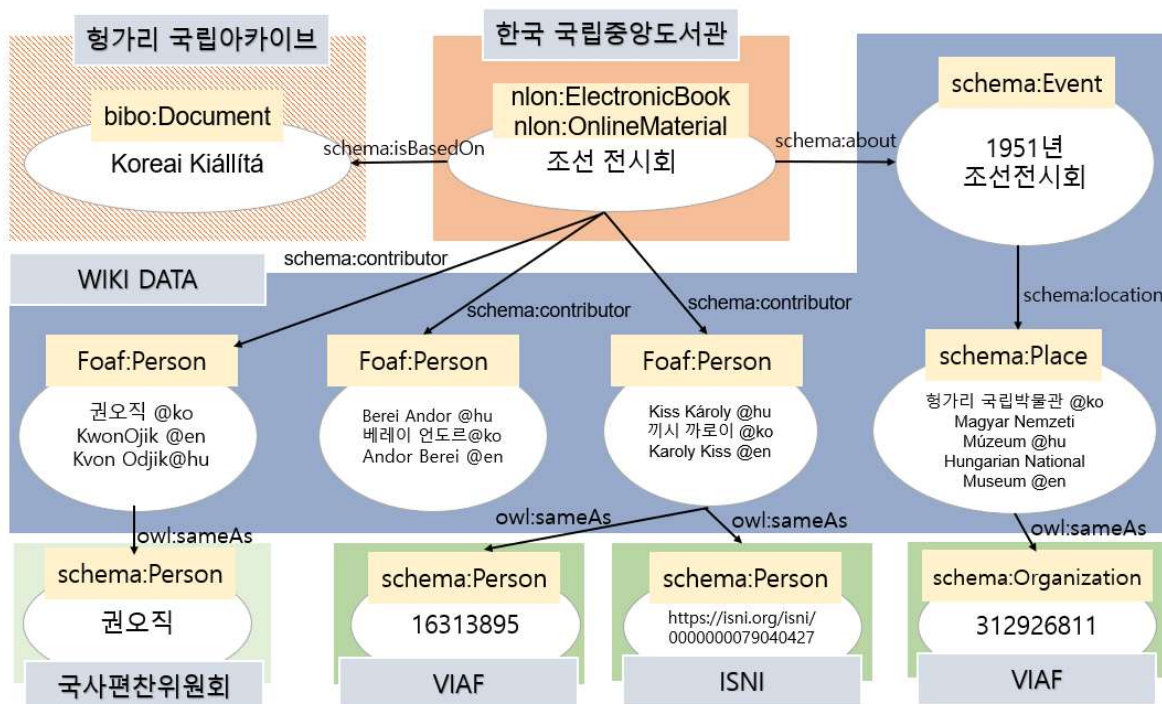 헝가리 국립아카이브
한국 국립중앙도서관
bibo:Document
Koreai Kiállítá
schema:isBasedOn
nlon:ElectronicBook
nlon:OnlineMaterial
조선 전시회
schema:about
schema:Event
1951년
조선전시회
WIKI DATA
schema:contributor
schema:contributor
schema:contributor
schema:location
Foaf:Person
권오직 @ko
KwonOjik @en
Kvon Odjik@hu
Foaf:Person
Berei Andor @hu
베레이 언도르@ko
Andor Berei @en
Foaf:Person
Kiss Károly @hu
끼시 까로이 @ko
Karoly Kiss @en
schema:Place
헝가리 국립박물관 @ko
Magyar Nemzeti
Múzeum @hu
Hungarian National
Museum @en
owl:sameAs
owl:sameAs
owl:sameAs
owl:sameAs
schema:Person
권오직
국사편찬위원회
schema:Person
16313895
VIAF
schema:Person
https://isni.org/isni/
0000000079040427
ISNI
schema:Organization
312926811
VIAF